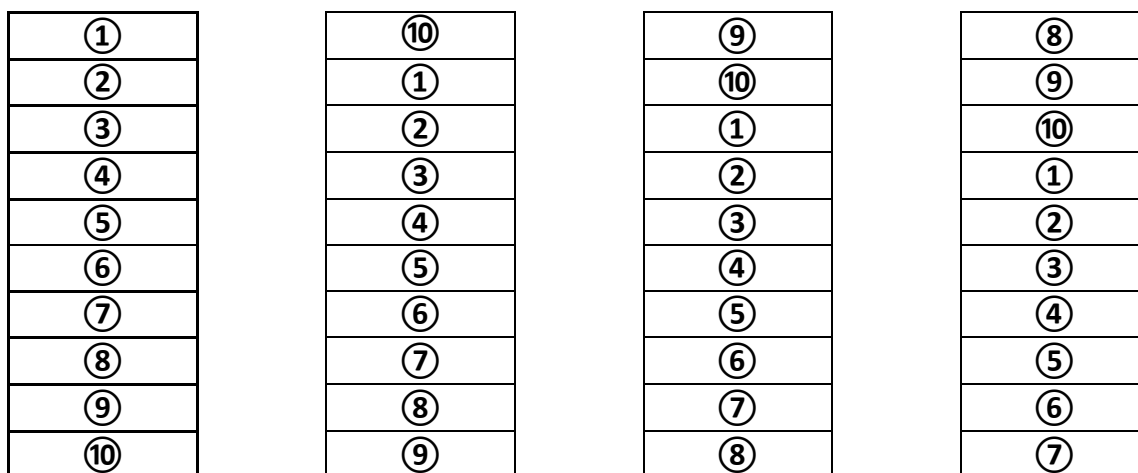 ① ⑩ ⑨ ⑧
② ① ⑩ ⑨
③ ② ① ⑩
④ ③ ② ①
⑤ ④ ③ ②
⑥ ⑤ ④ ③
⑦ ⑥ ⑤ ④
⑧ ⑦ ⑥ ⑤
⑨ ⑧ ⑦ ⑥
⑩ ⑨ ⑧ ⑦